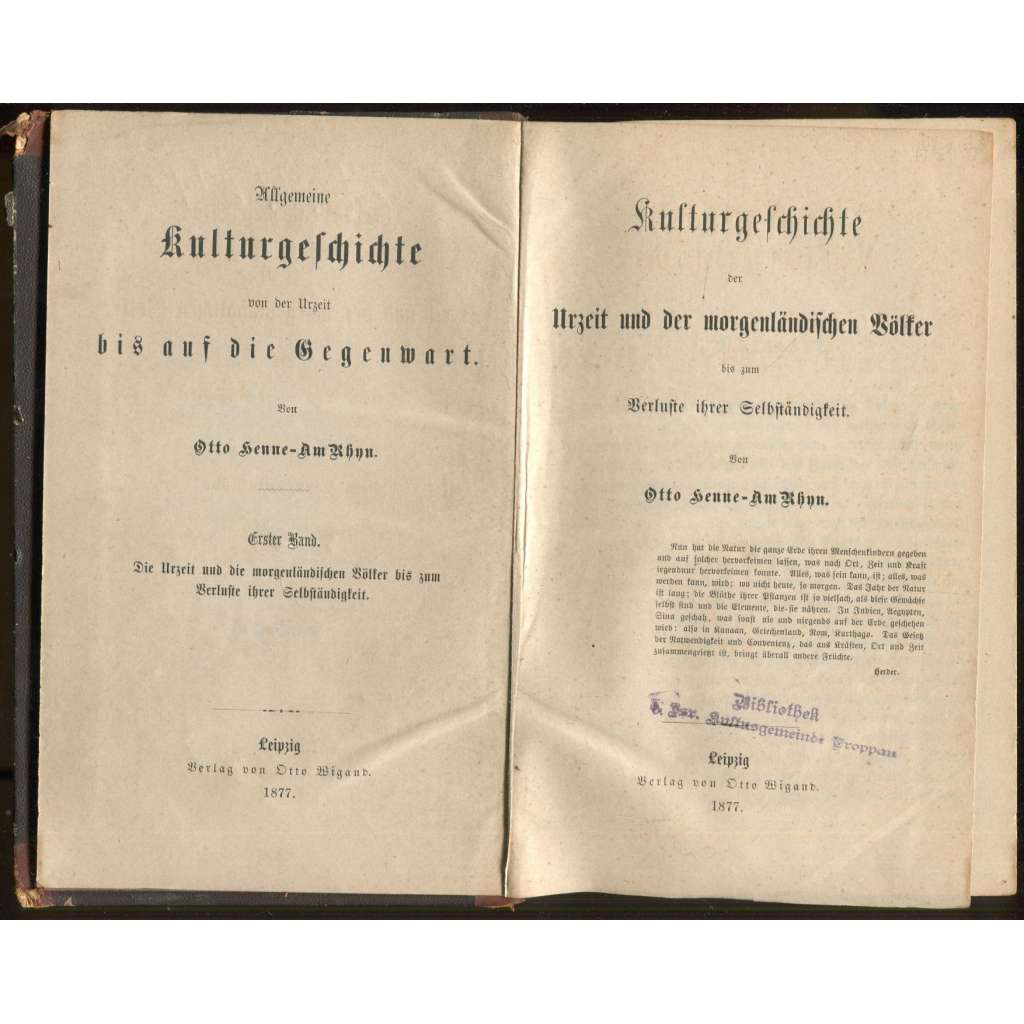 Allgemeine
Kulturgeschichte
von der Urzeit
bis auf die Gegenwart.
Von
Otto Henne-AmRhyn.
Erster Band.
Die Urzeit und die morgenländischen Völker bis zum
Verluste ihrer Selbständigkeit.
Leipzig
Verlag von Otto Wigand.
1877.
Kulturgeschichte
der
Urzeit und der morgenländischen Völker
bis zum
Verluste ihrer Selbständigkeit.
Von
Otto Henne-AmRhyn.
Nun hat die Natur die ganze Erde ihren Menschenkindern gegeben
und auf solcher hervorkeimen lassen, was nach Ort, Zeit und Kraft
irgendnur hervorkeimen konnte. Alles, was sein kann, ist; alles, was
werden kann, wird; wo nicht heute, so morgen. Das Jahr der Natur
ist lang; die Blüthe ihrer Pflanzen ist so vielfach, als diese Gewächse
selbst sind und die Elemente, die sie nähren. In Indien, Aegypten,
Sina geschah, was sonst nie und nirgends auf der Erde geschehen
wird: also in Kanaan, Griechenland, Rom, Karthago. Das Gesetz
der Notwendigkeit und Convenienz, das aus Kräften, Ort und Zeit
zusammengesetzt ist, bringt überall andere Früchte.
Herder.
Bibliothek
d. Isr. Kultusgemeinde Troppau
Leipzig
Verlag von Otto Wigand.
1877.